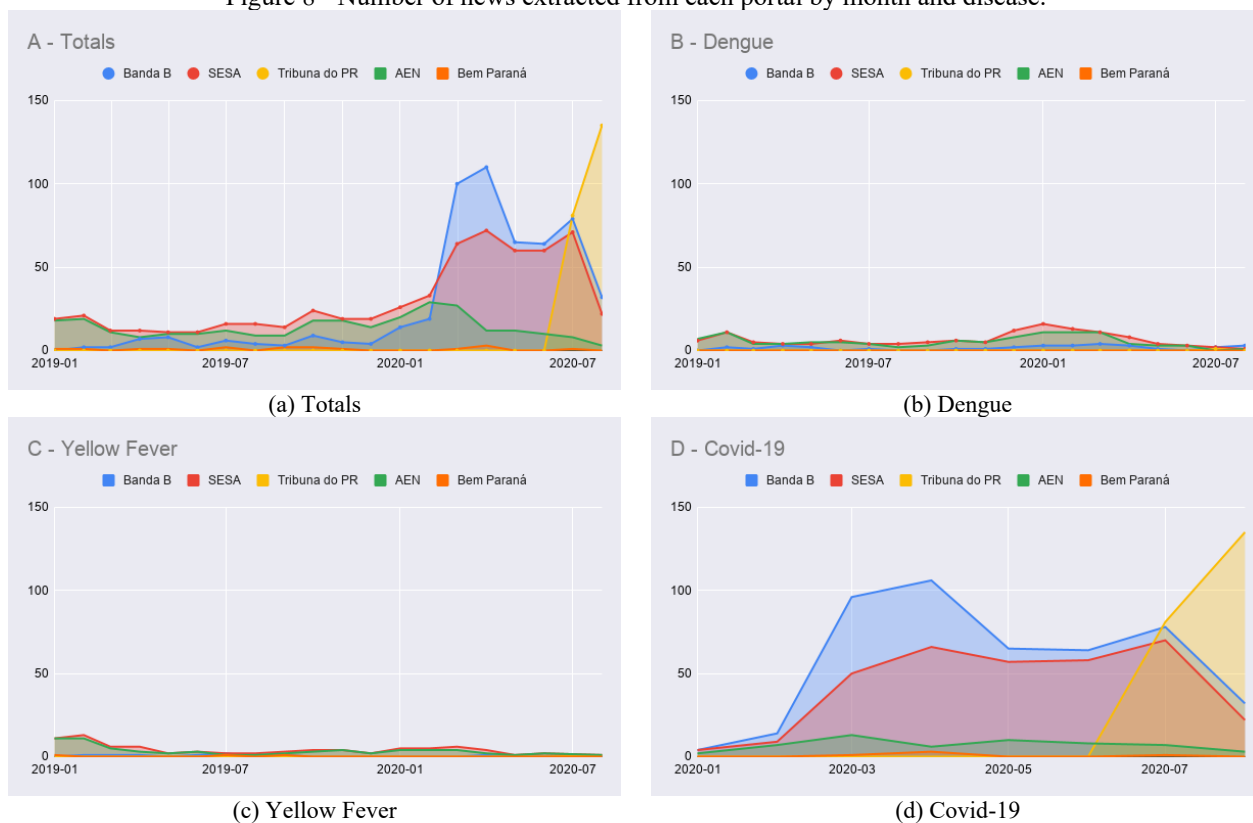 Figure 8 - Number of news extracted from each portal by month and disease.
A - Totals
Banda B SESA Tribuna do PR AEN Bem Paraná
150
100
50
0
2019-01 2019-07 2020-01 2020-07
(a) Totals
B - Dengue
Banda B SESA Tribuna do PR AEN Bem Paraná
150
100
50
0
2019-01 2019-07 2020-01 2020-07
(b) Dengue
C - Yellow Fever
Banda B SESA Tribuna do PR AEN Bem Paraná
150
100
50
0
2019-01 2019-07 2020-01 2020-07
(c) Yellow Fever
D - Covid-19
Banda B SESA Tribuna do PR AEN Bem Paraná
150
100
50
0
2020-01 2020-03 2020-05 2020-07
(d) Covid-19